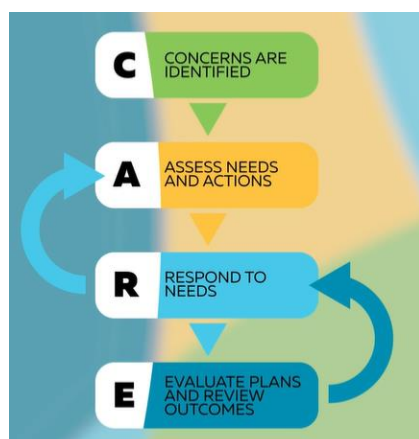 C CONCERNS ARE
IDENTIFIED
A ASSESS NEEDS
AND ACTIONS
R RESPOND TO
NEEDS
E EVALUATE PLANS
AND REVIEW
OUTCOMES